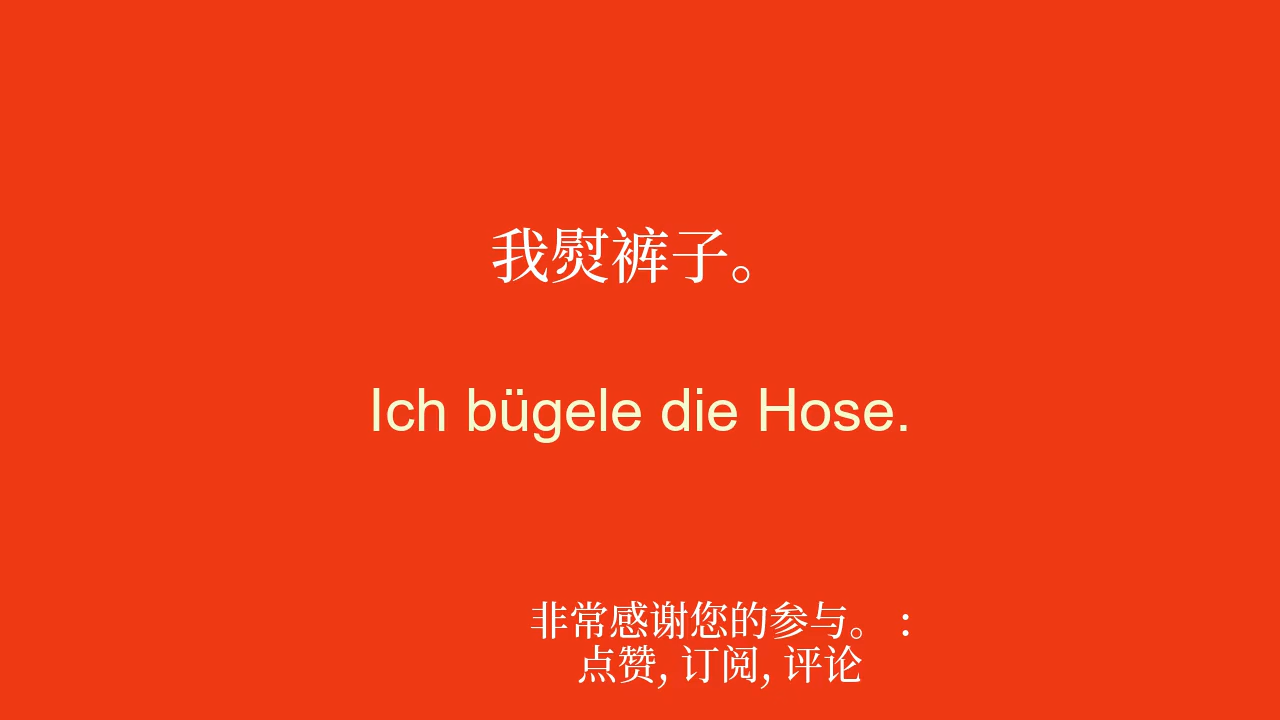 我熨裤子。
Ich bügele die Hose.
非常感谢您的参与。 :
点赞, 订阅, 评论